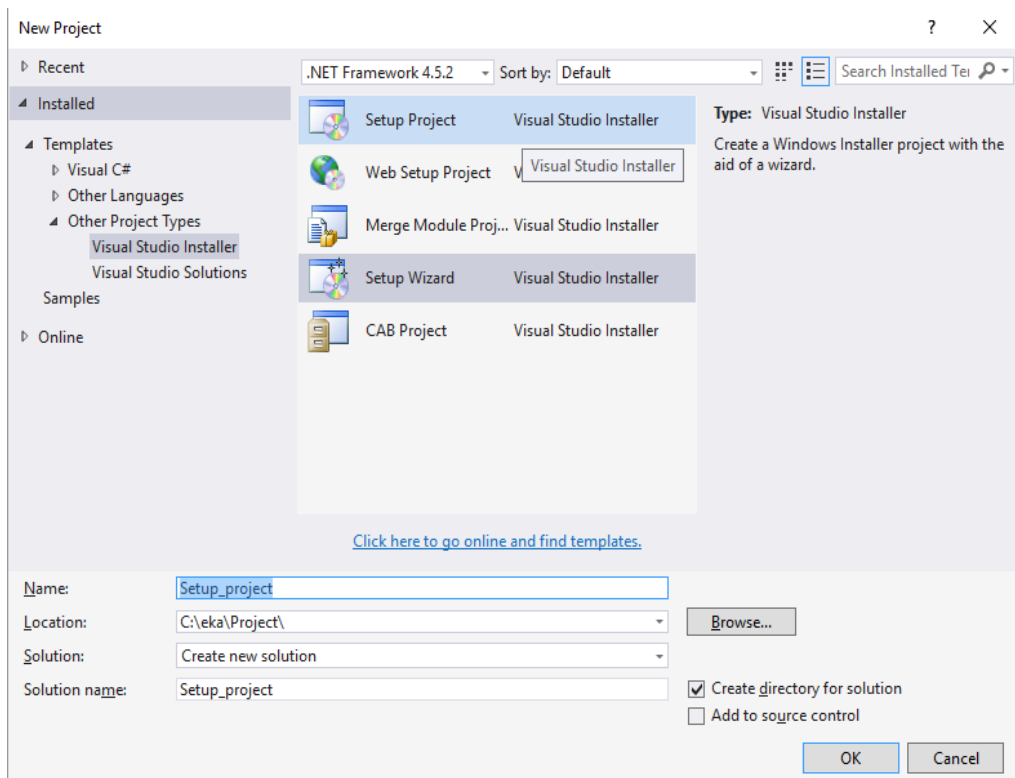 New Project
?
Recent
.NET Framework 4.5.2 Sort by: Default
Search Installed Te
Installed
Templates
Visual C#
Other Languages
Other Project Types
Visual Studio Installer
Visual Studio Solutions
Samples
Online
Setup Project Visual Studio Installer
Visual Studio Installer
Web Setup Project V
Merge Module Proj... Visual Studio Installer
Setup Wizard Visual Studio Installer
CAB Project Visual Studio Installer
Type: Visual Studio Installer
Create a Windows Installer project with the
aid of a wizard.
Click here to go online and find templates.
Name: Setup_project
Location: C:\eka\Project\ Browse...
Solution: Create new solution
Solution name: Setup_project
Create directory for solution
Add to source control
OK Cancel